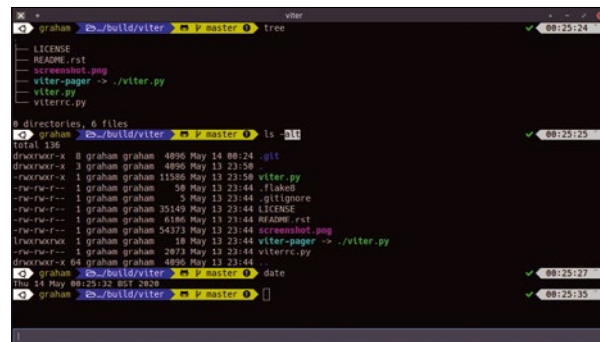 viter
graham …/build/viter master tree 00:25:24
├── LICENSE
├── README.rst
├── screenshot.png
├── viter-pager -> ./viter.py
├── viter.py
└── viterrc.py
0 directories, 6 files
graham …/build/viter master ls -alt 00:25:25
total 136
drwxrwxr-x 8 graham graham 4096 May 14 00:24 .git
drwxrwxr-x 3 graham graham 4096 May 13 23:50 .
-rwxrwxr-x 1 graham graham 11586 May 13 23:50 viter.py
-rw-rw-r-- 1 graham graham 50 May 13 23:44 .flake8
-rw-rw-r-- 1 graham graham 5 May 13 23:44 .gitignore
-rw-rw-r-- 1 graham graham 35149 May 13 23:44 LICENSE
-rw-rw-r-- 1 graham graham 6106 May 13 23:44 README.rst
-rw-rw-r-- 1 graham graham 54373 May 13 23:44 screenshot.png
lrwxrwxrwx 1 graham graham 10 May 13 23:44 viter-pager -> ./viter.py
-rw-rw-r-- 1 graham graham 2073 May 13 23:44 viterrc.py
drwxrwxr-x 64 graham graham 4096 May 13 23:44 ..
graham …/build/viter master date 00:25:27
Thu 14 May 00:25:32 BST 2020
graham …/build/viter master 00:25:35